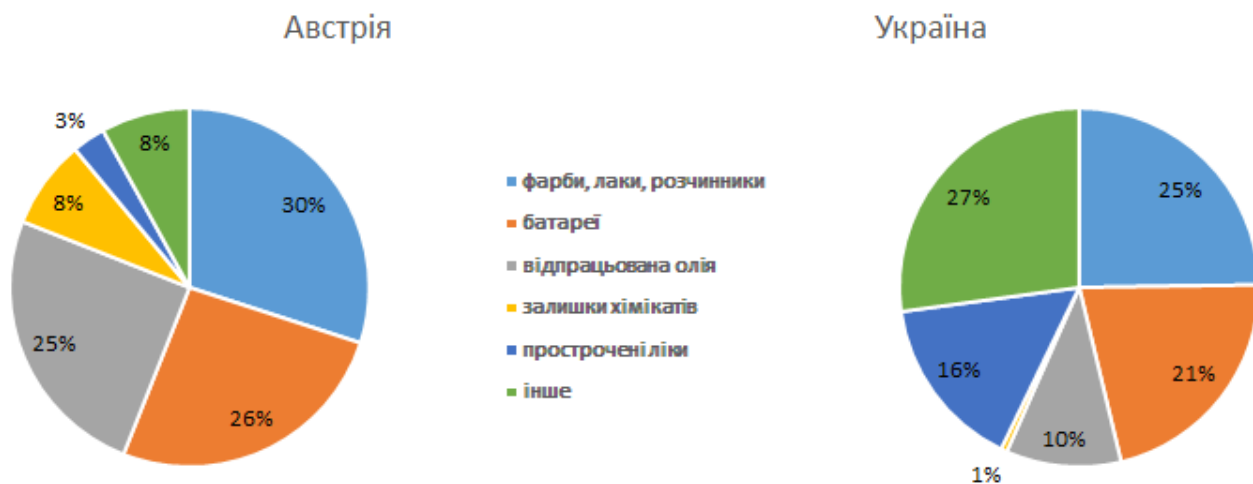 Австрія
Україна
3%
8%
8%
30%
25%
26%
фарби, лаки, розчинники
батареї
відпрацьована олія
залишки хімікатів
прострочені ліки
інше
27%
25%
16%
21%
10%
1%